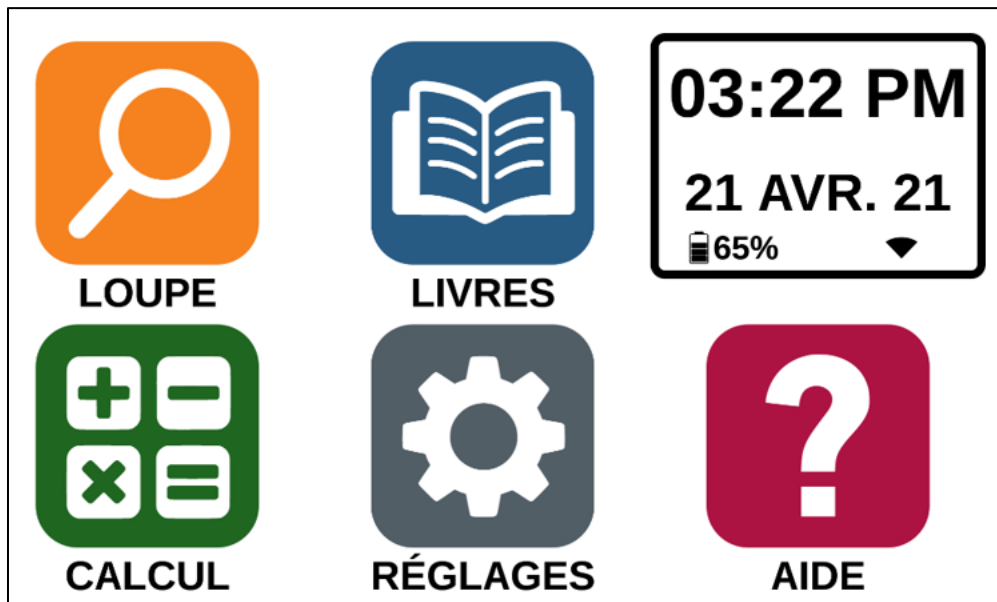 03:22 PM
21 AVR. 21
65%
LOUPE
LIVRES
CALCUL
RÉGLAGES
AIDE